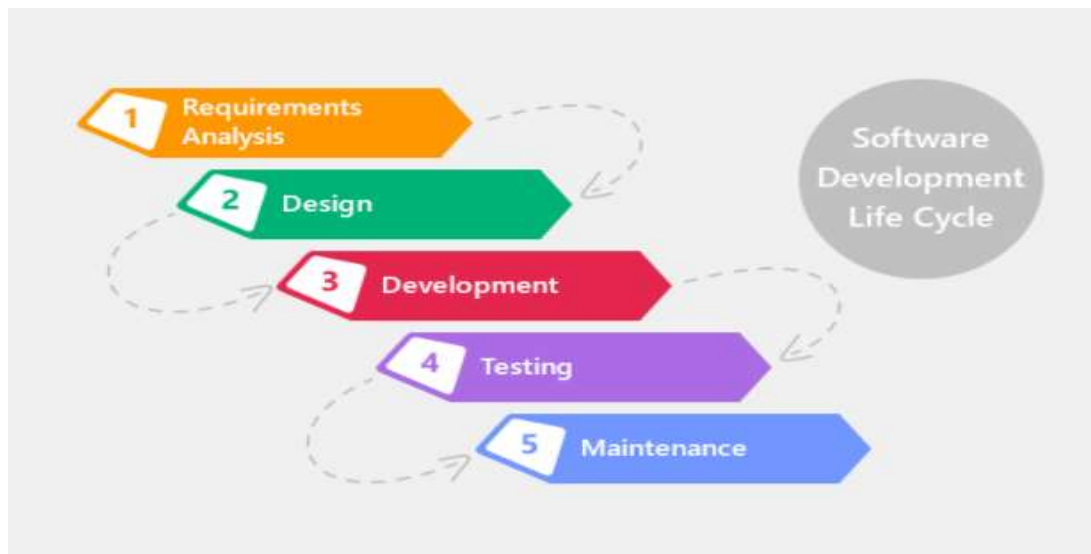 1 Requirements
Analysis
2 Design
3 Development
4 Testing
5 Maintenance
Software
Development
Life Cycle